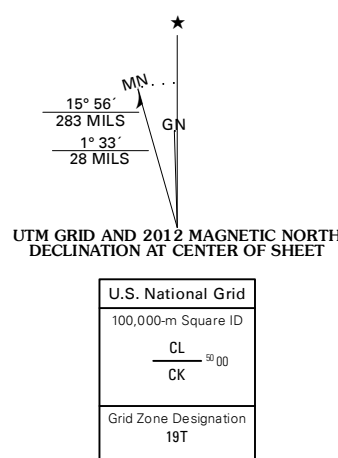 ★
MN
15° 56´
283 MILS
GN
1° 33´
28 MILS
UTM GRID AND 2012 MAGNETIC NORTH
DECLINATION AT CENTER OF SHEET
U.S. National Grid
100,000-m Square ID
CL
50 00
CK
Grid Zone Designation
19T